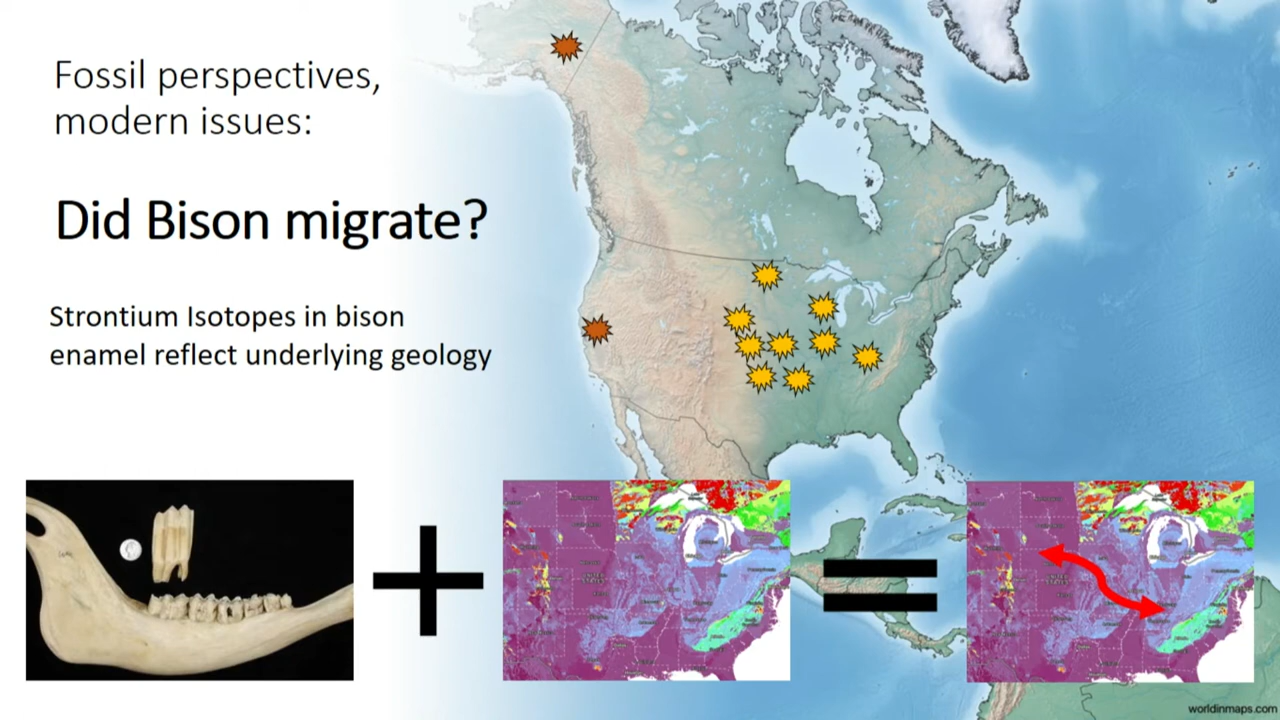 Fossil perspectives,
modern issues:
Did Bison migrate?
Strontium Isotopes in bison
enamel reflect underlying geology
worldinmaps.com